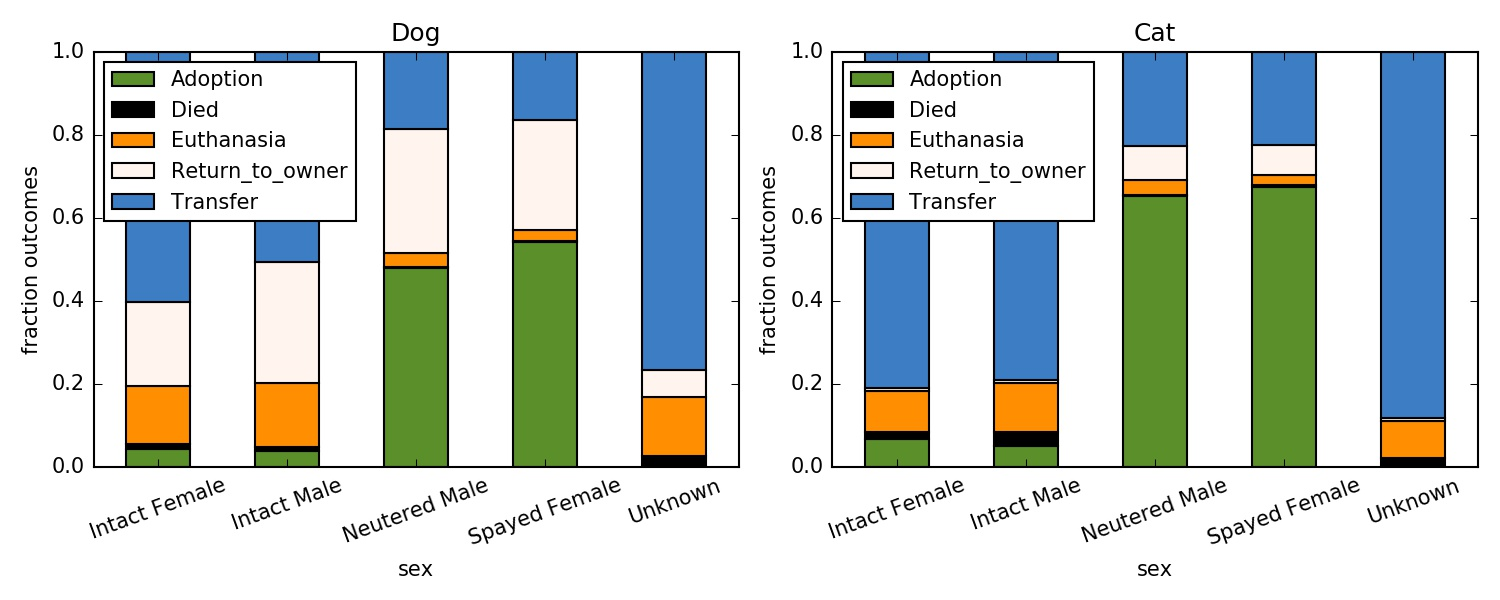 Dog
fraction outcomes
1.0
0.8
0.6
0.4
0.2
0.0
Adoption
Died
Euthanasia
Return_to_owner
Transfer
Intact Female
Intact Male
Neutered Male
Spayed Female
Unknown
sex
Cat
fraction outcomes
1.0
0.8
0.6
0.4
0.2
0.0
Adoption
Died
Euthanasia
Return_to_owner
Transfer
Intact Female
Intact Male
Neutered Male
Spayed Female
Unknown
sex